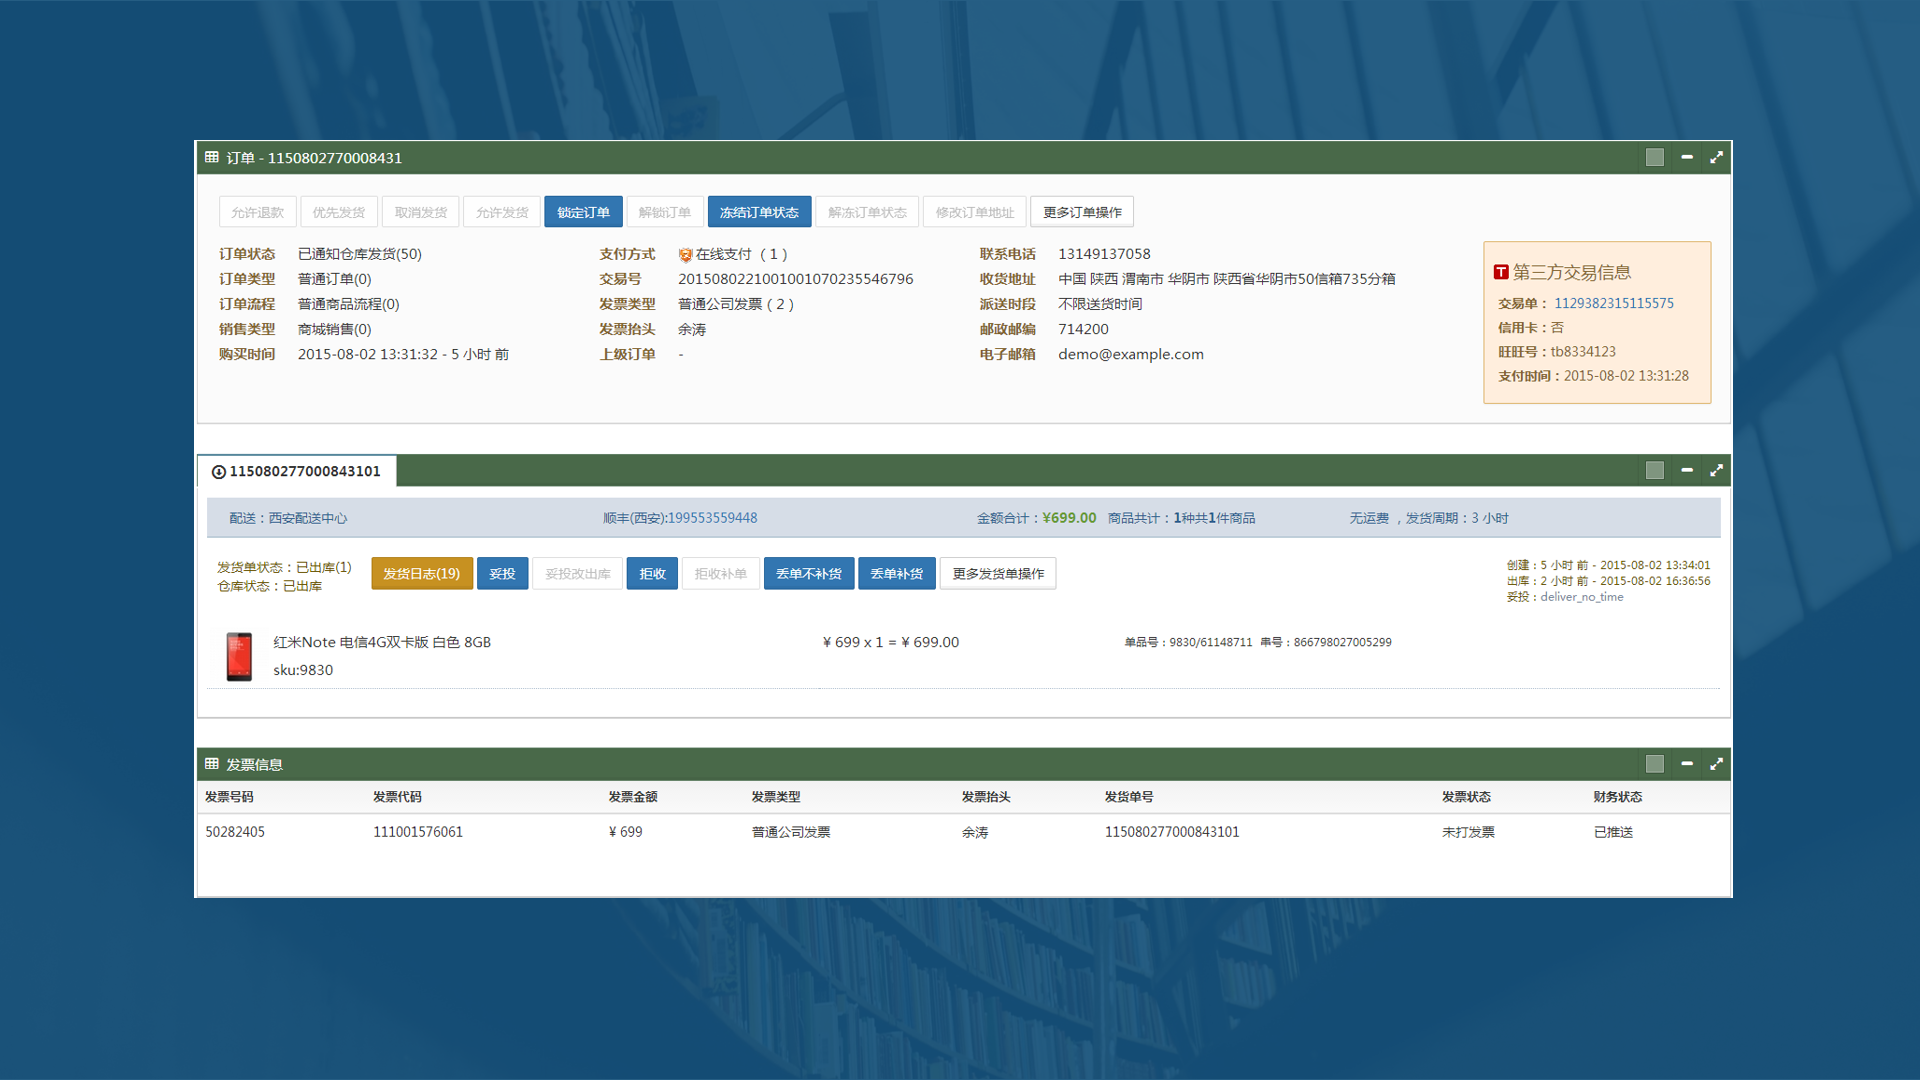 订单 - 1150802770008431
允许退款 优先发货 取消发货 允许发货 锁定订单 解锁订单 冻结订单状态 解冻订单状态 修改订单地址 更多订单操作
订单状态 已通知仓库发货(50) 支付方式 在线支付 ( 1 ) 联系电话 13149137058
订单类型 普通订单(0) 交易号 2015080221001001070235546796 收货地址 中国 陕西 渭南市 华阴市 陕西省华阴市50信箱735分箱
订单流程 普通商品流程(0) 发票类型 普通公司发票 ( 2 ) 派送时段 不限送货时间
销售类型 商城销售(0) 发票抬头 余涛 邮政邮编 714200
购买时间 2015-08-02 13:31:32 - 5 小时 前 上级订单 - 电子邮箱 demo@example.com
T 第三方交易信息
交易单： 1129382315115575
信用卡：否
旺旺号：tb8334123
支付时间：2015-08-02 13:31:28
115080277000843101
配送：西安配送中心 顺丰(西安):199553559448 金额合计：¥699.00 商品共计：1种共1件商品 无运费 ，发货周期：3 小时
发货单状态：已出库(1)
仓库状态：已出库
发货日志(19) 妥投 妥投改出库 拒收 拒收补单 丢单不补货 丢单补货 更多发货单操作
创建：5 小时 前 - 2015-08-02 13:34:01
出库：2 小时 前 - 2015-08-02 16:36:56
妥投：deliver_no_time
红米Note 电信4G双卡版 白色 8GB ¥ 699 x 1 = ¥ 699.00 单品号：9830/61148711 串号：866798027005299
sku:9830
发票信息
发票号码 发票代码 发票金额 发票类型 发票抬头 发货单号 发票状态 财务状态
50282405 111001576061 ¥ 699 普通公司发票 余涛 115080277000843101 未打发票 已推送